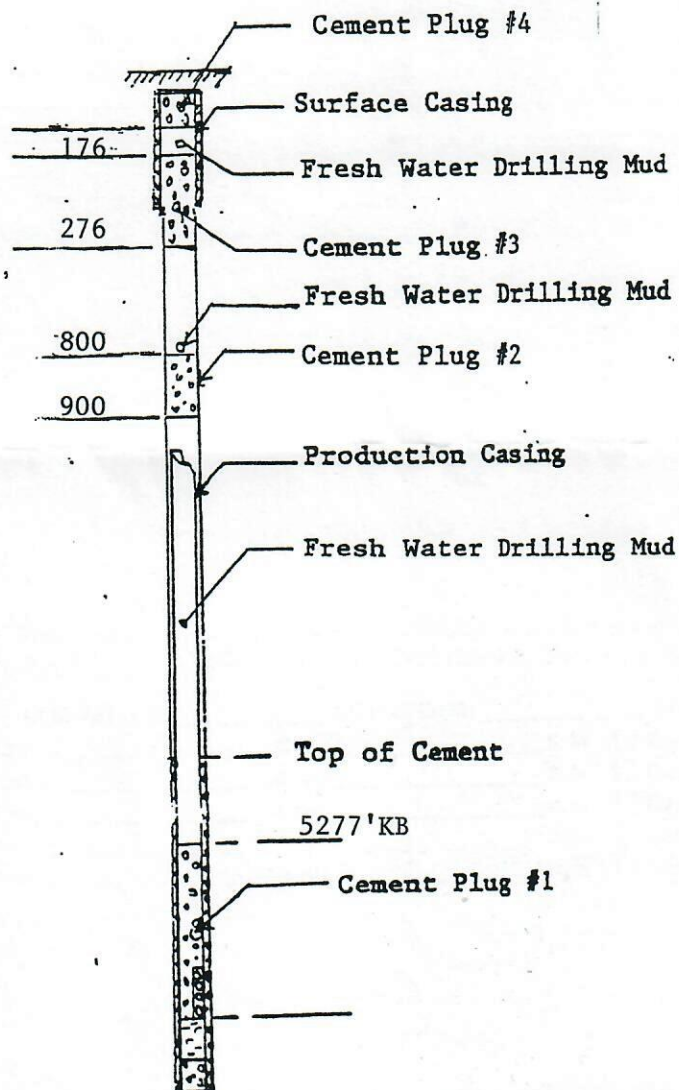 Cement Plug #4
Surface Casing
176
Fresh Water Drilling Mud
276
Cement Plug #3
Fresh Water Drilling Mud
800
Cement Plug #2
900
Production Casing
Fresh Water Drilling Mud
Top of Cement
5277'KB
Cement Plug #1